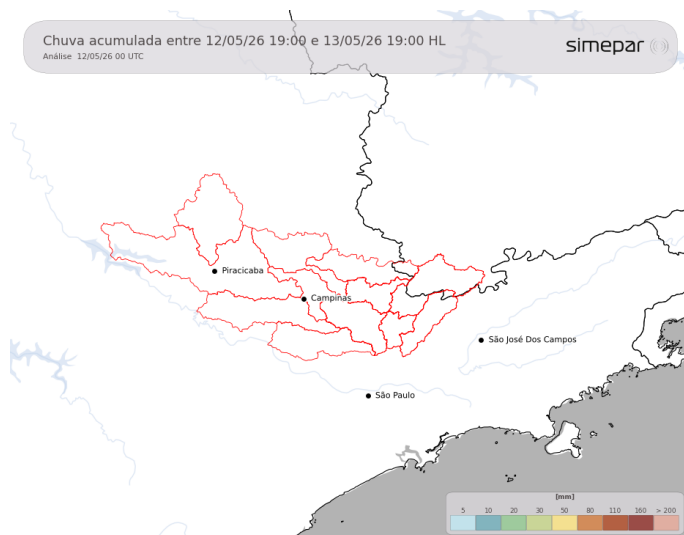 Chuva acumulada entre 12/05/26 19:00 e 13/05/26 19:00 HL
Análise 12/05/26 00 UTC
simepar
Piracicaba
Campinas
São José Dos Campos
São Paulo
[mm]
5 10 20 30 50 80 110 160 > 200